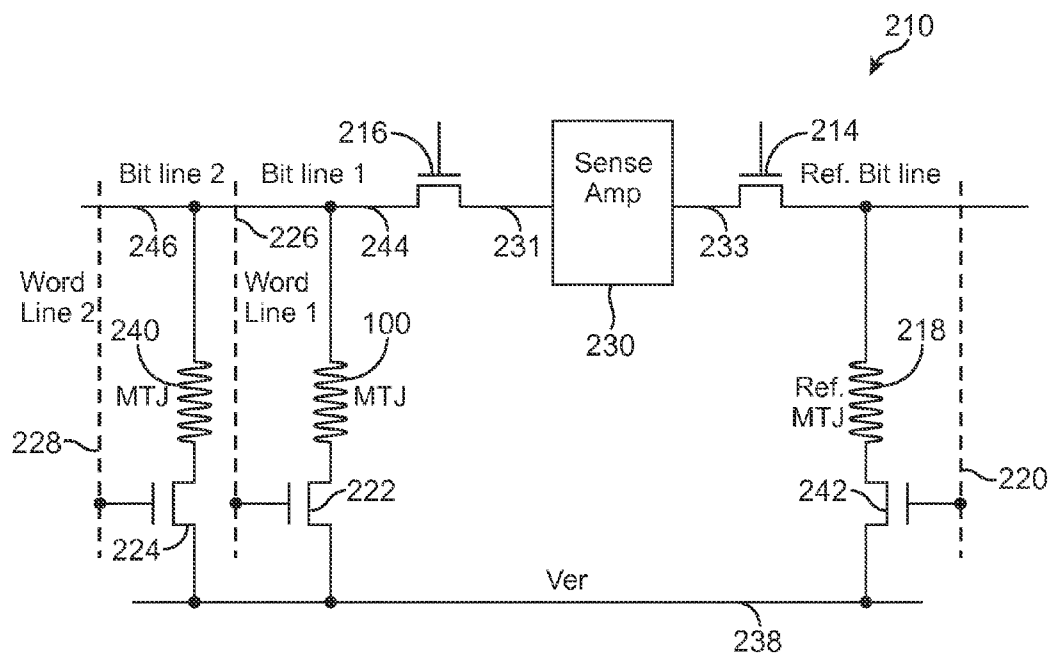 210
216
214
Sense
Amp
Bit line 2
Bit line 1
Ref. Bit line
246
226
244
231
233
Word
Line 2
Word
Line 1
230
240
100
218
MTJ
MTJ
Ref.
MTJ
228
222
242
220
224
Ver
238